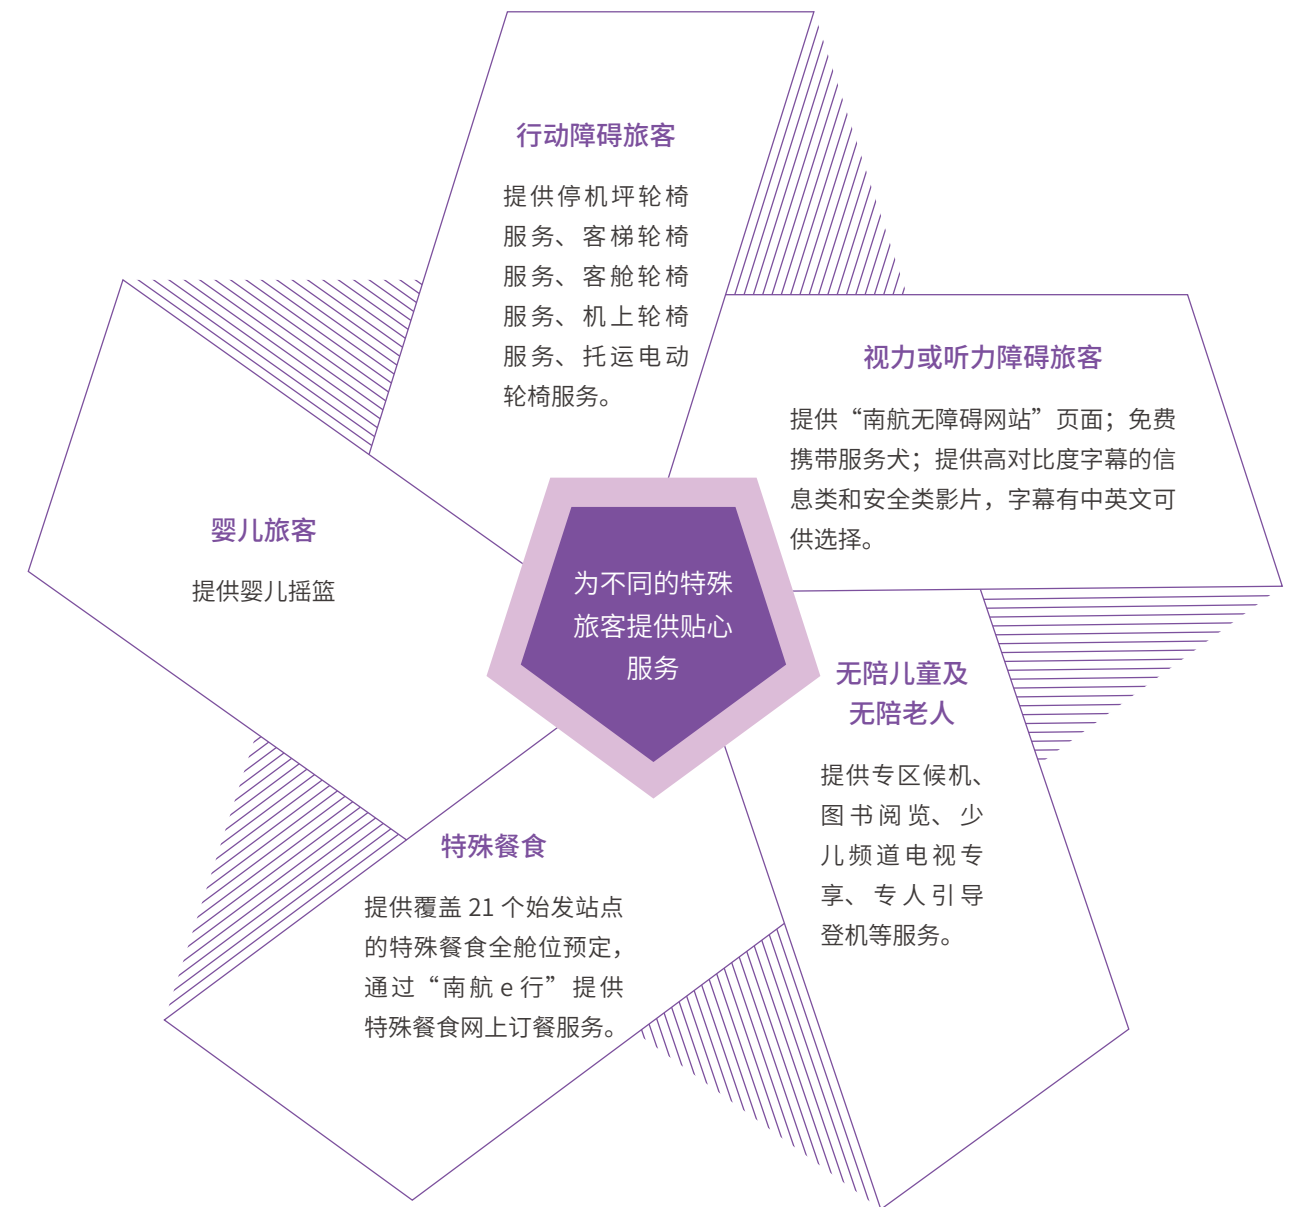 行动障碍旅客
提供停机坪轮椅
服务、客梯轮椅
服务、客舱轮椅
服务、机上轮椅
服务、托运电动
轮椅服务。
视力或听力障碍旅客
提供“南航无障碍网站”页面；免费
携带服务犬；提供高对比度字幕的信
息类和安全类影片，字幕有中英文可
供选择。
婴儿旅客
提供婴儿摇篮
为不同的特殊
旅客提供贴心
服务
无陪儿童及
无陪老人
提供专区候机、
图书阅览、少
儿频道电视专
享、专人引导
登机等服务。
特殊餐食
提供覆盖 21 个始发站点
的特殊餐食全舱位预定，
通过“南航 e 行”提供
特殊餐食网上订餐服务。